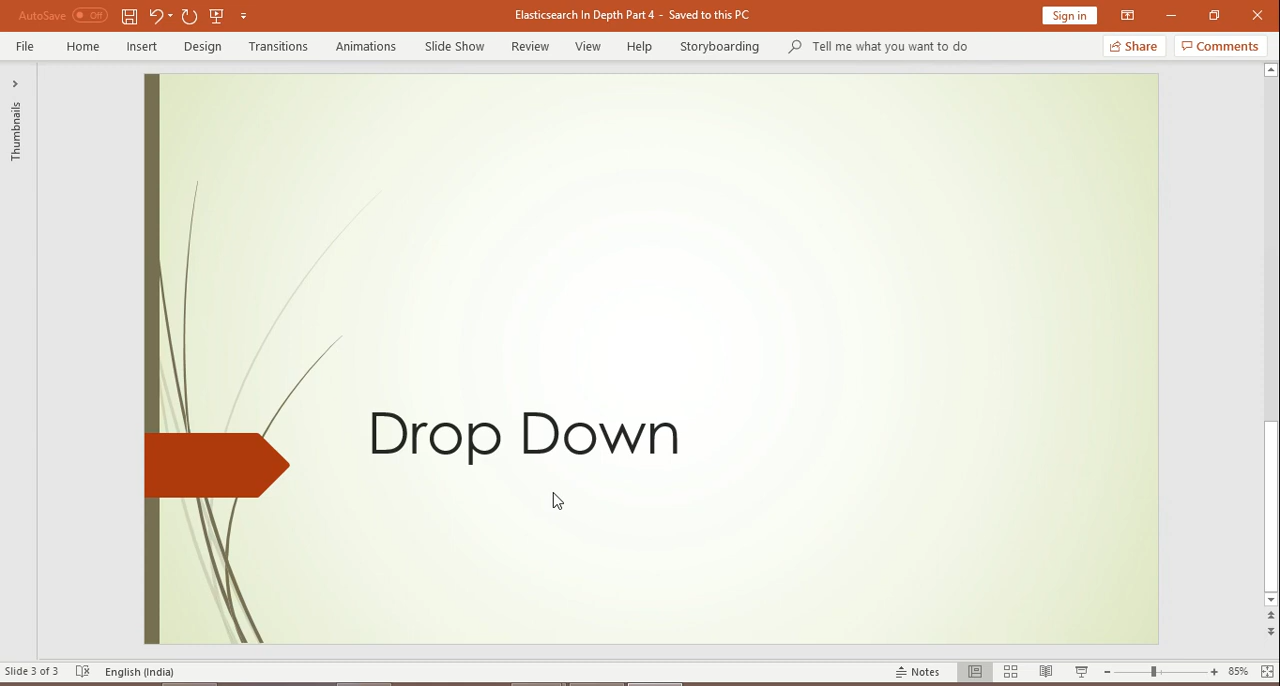 AutoSave Off
Elasticsearch In Depth Part 4 - Saved to this PC
Sign in
File Home Insert Design Transitions Animations Slide Show Review View Help Storyboarding Tell me what you want to do Share Comments
Thumbnails
Drop Down
Slide 3 of 3 English (India) Notes 85%